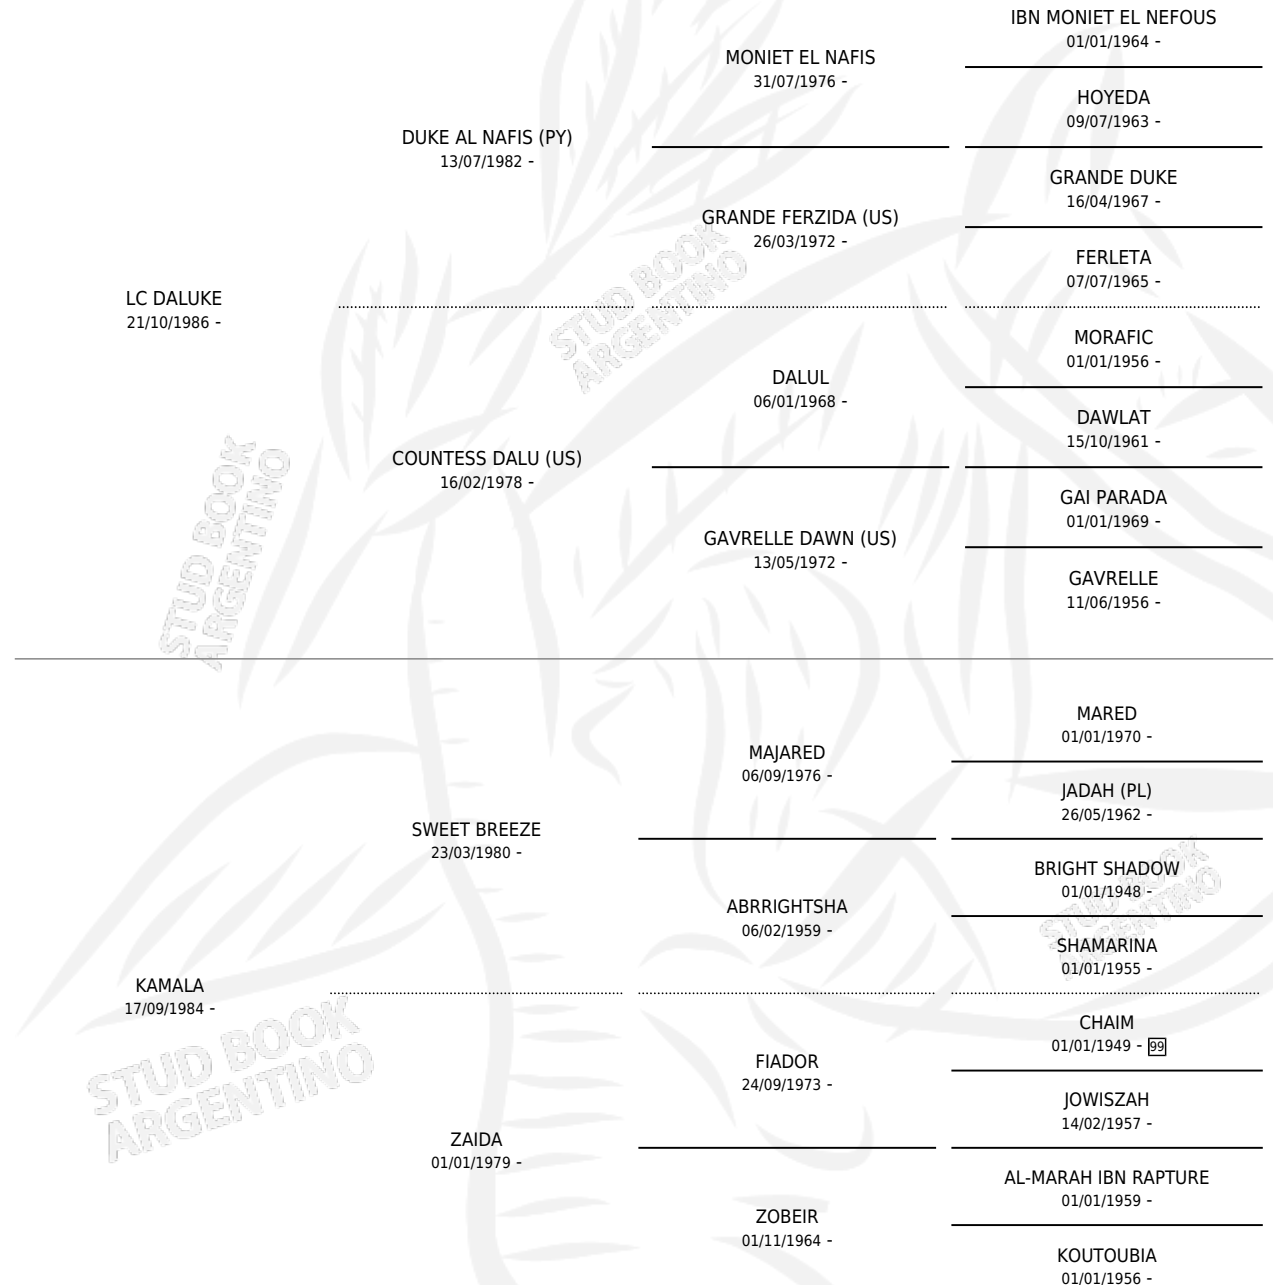 IBN MONIET EL NEFOUS
01/01/1964 -
MONIET EL NAFIS
31/07/1976 -
HOYEDA
09/07/1963 -
DUKE AL NAFIS (PY)
13/07/1982 -
GRANDE DUKE
16/04/1967 -
GRANDE FERZIDA (US)
26/03/1972 -
FERLETA
07/07/1965 -
LC DALUKE
21/10/1986 -
STUD BOOK
ARGENTINO
MORAFIC
01/01/1956 -
DALUL
06/01/1968 -
DAWLAT
15/10/1961 -
COUNTESS DALU (US)
16/02/1978 -
GAI PARADA
01/01/1969 -
GAVRELLE DAWN (US)
13/05/1972 -
GAVRELLE
11/06/1956 -
STUD BOOK
ARGENTINO
MARED
01/01/1970 -
MAJARED
06/09/1976 -
JADAH (PL)
26/05/1962 -
SWEET BREEZE
23/03/1980 -
BRIGHT SHADOW
01/01/1948 -
ABRRIGHTSHA
06/02/1959 -
STUD BOOK
ARGENTINO
SHAMARINA
01/01/1955 -
KAMALA
17/09/1984 -
CHAIM
01/01/1949 - 99
FIADOR
24/09/1973 -
JOWISZAH
14/02/1957 -
STUD BOOK
ARGENTINO
ZAIDA
01/01/1979 -
AL-MARAH IBN RAPTURE
01/01/1959 -
ZOBEIR
01/11/1964 -
KOUTOUBIA
01/01/1956 -